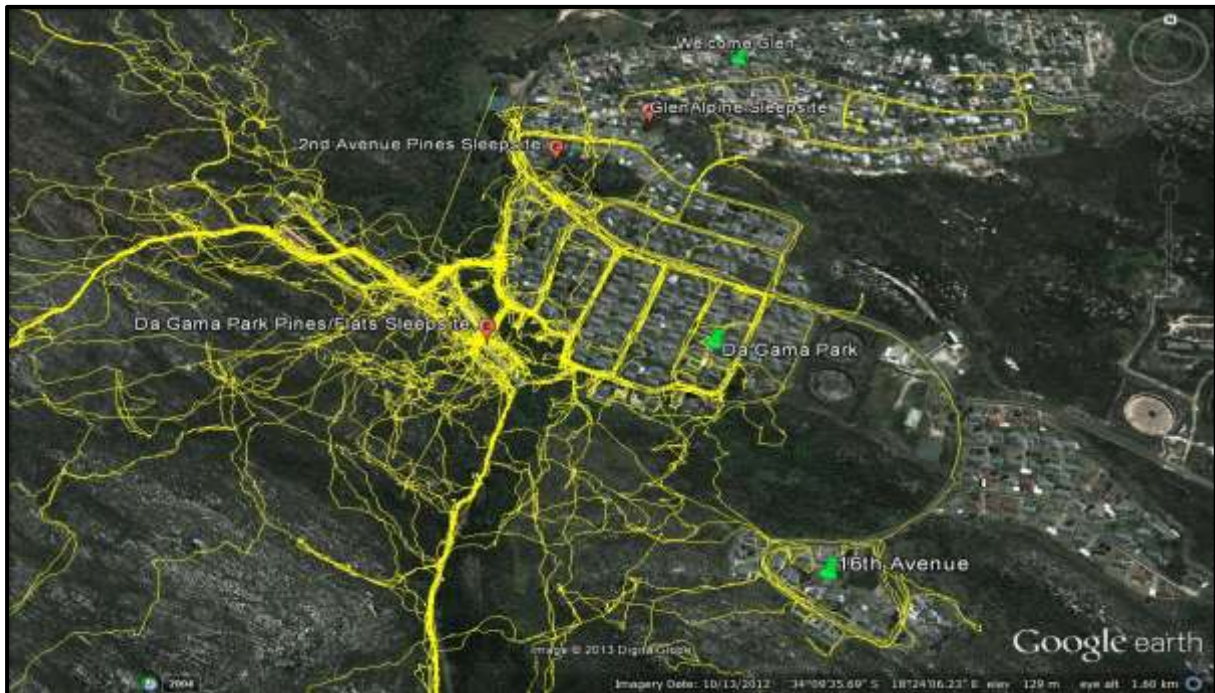 Welcome Glen
GlenAlpine Sleepsite
2nd Avenue Pines Sleepsite
Da Gama Park Pines/Flats Sleepsite
Da Gama Park
16th Avenue
Google earth
Image © 2013 DigitalGlobe
2004
Imagery Date: 10/13/2012 34°09'35.69" S 18°24'06.23" E elev 129 m eye alt 1.60 km